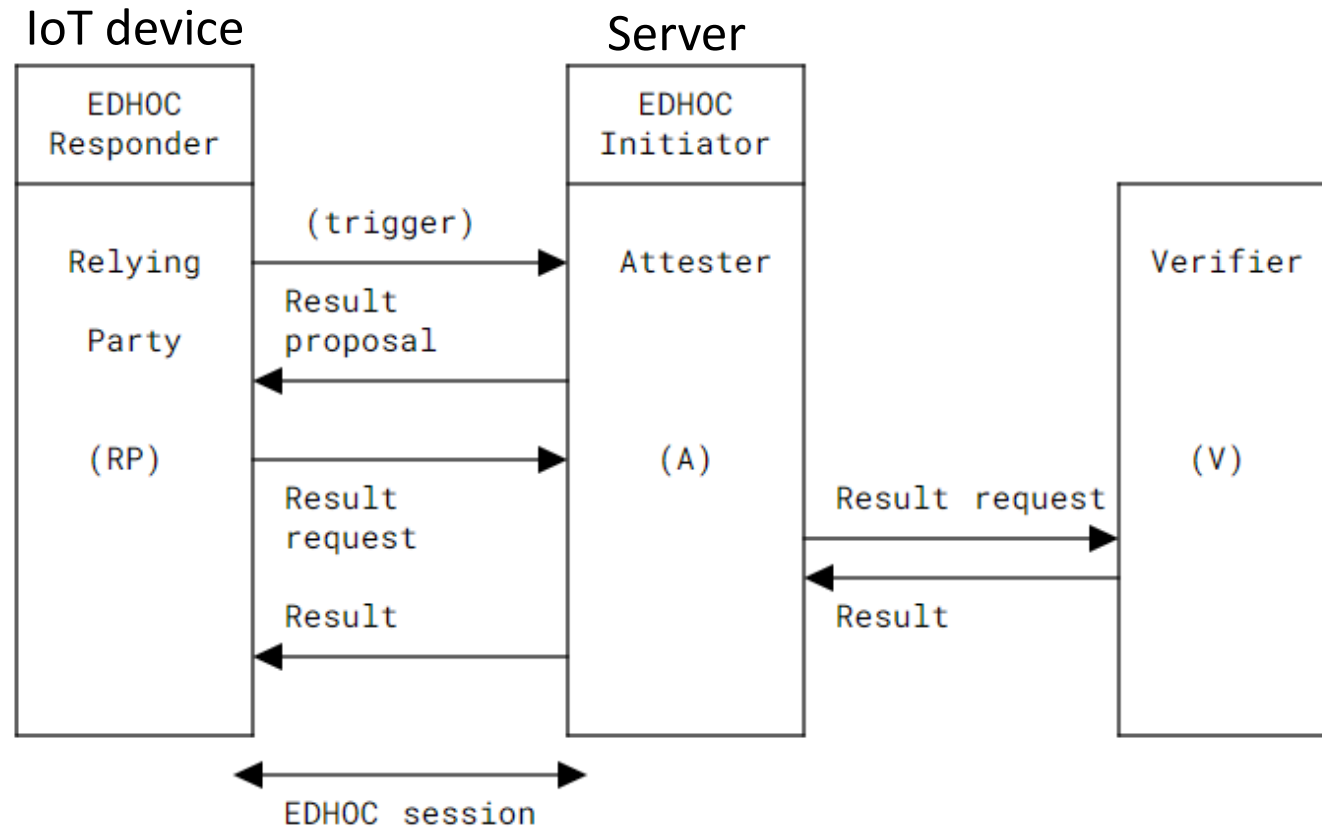 IoT device
Server
EDHOC
Responder
EDHOC
Initiator
(trigger)
Relying
Attester
Verifier
Result
proposal
Party
(RP)
(A)
(V)
Result
request
Result request
Result
Result
EDHOC session